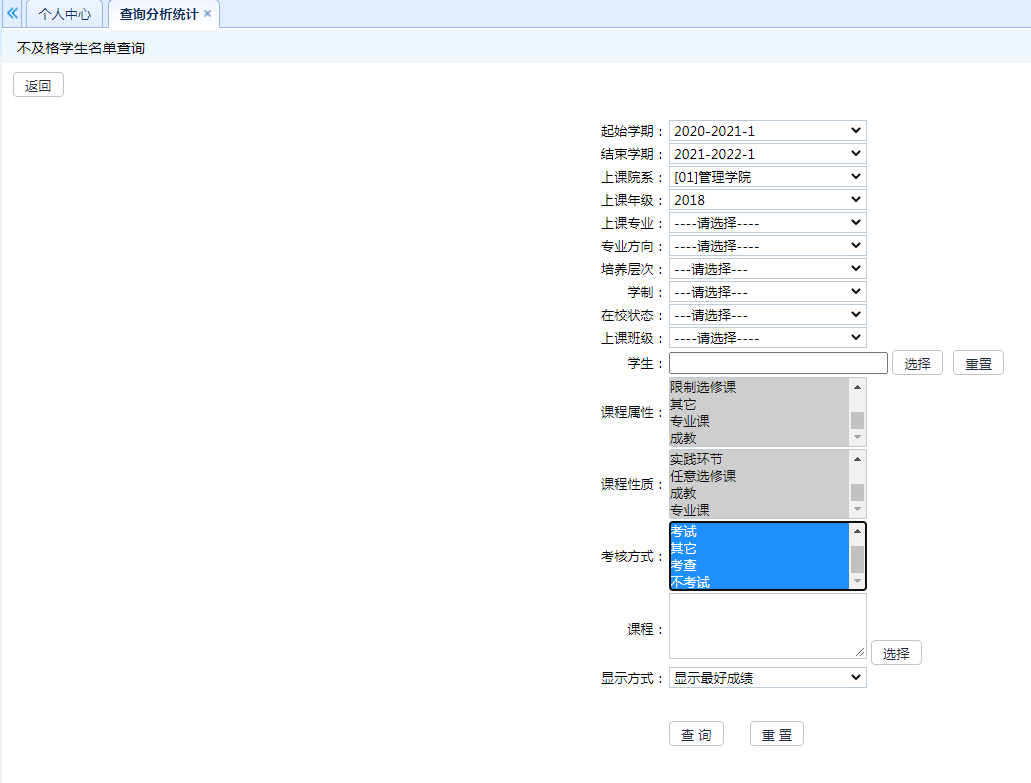 个人中心 查询分析统计
不及格学生名单查询
返回
起始学期： 2020-2021-1
结束学期： 2021-2022-1
上课院系： [01]管理学院
上课年级： 2018
上课专业： ----请选择----
专业方向： ----请选择----
培养层次： ---请选择---
学制： ---请选择---
在校状态： ---请选择---
上课班级： ----请选择----
学生： 选择 重置
课程属性：
限制选修课
其它
专业课
成教
课程性质：
实践环节
任意选修课
成教
专业课
考核方式：
考试
其它
考查
不考试
课程： 选择
显示方式： 显示最好成绩
查 询 重 置